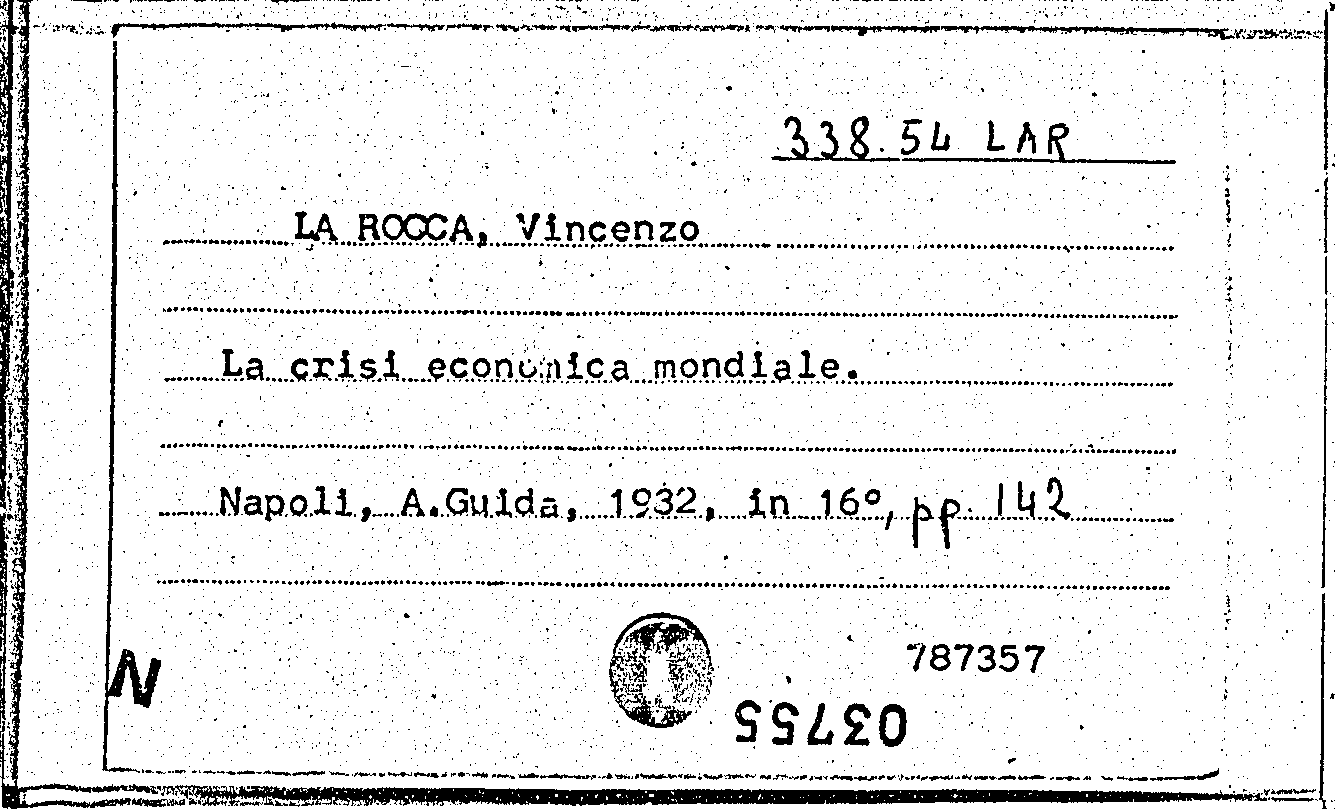 338.54 LAR
LA ROCCA, Vincenzo
La crisi economica mondiale.
Napoli, A.Guida, 1932, in 16°, pp. 142
787357
N
03755